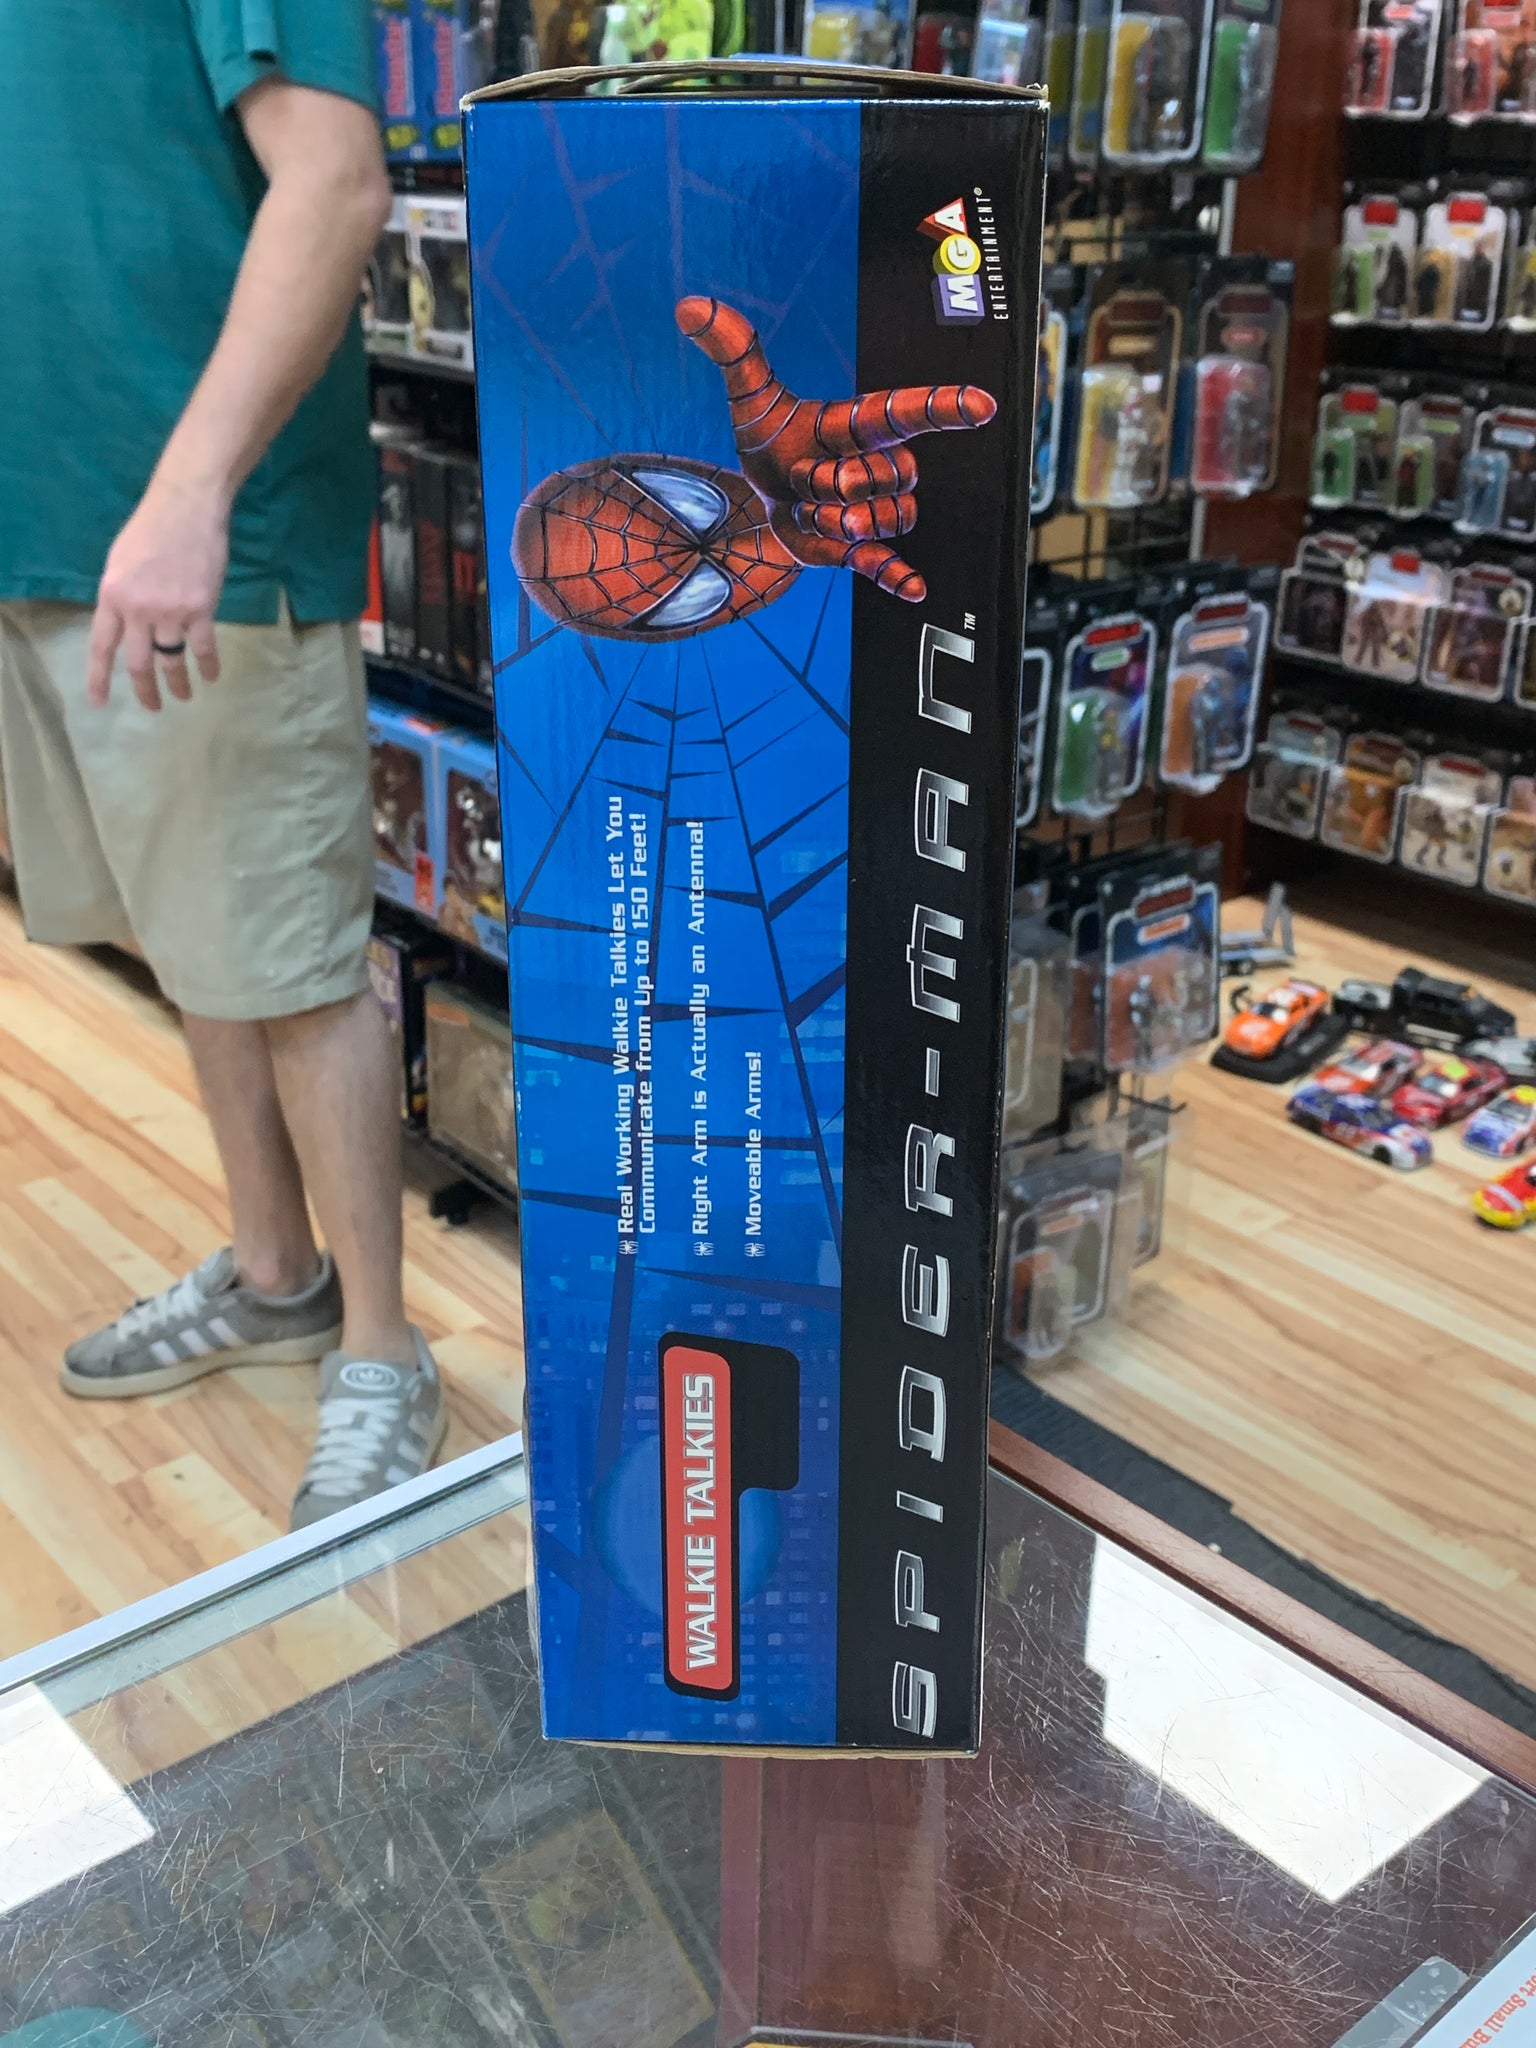 WALKIE TALKIES
Real Working Walkie Talkies Let You
Communicate from Up to 150 Feet!
Right Arm is Actually an Antenna!
Moveable Arms!
SPIDER-MAN™
MGA
ENTERTAINMENT®